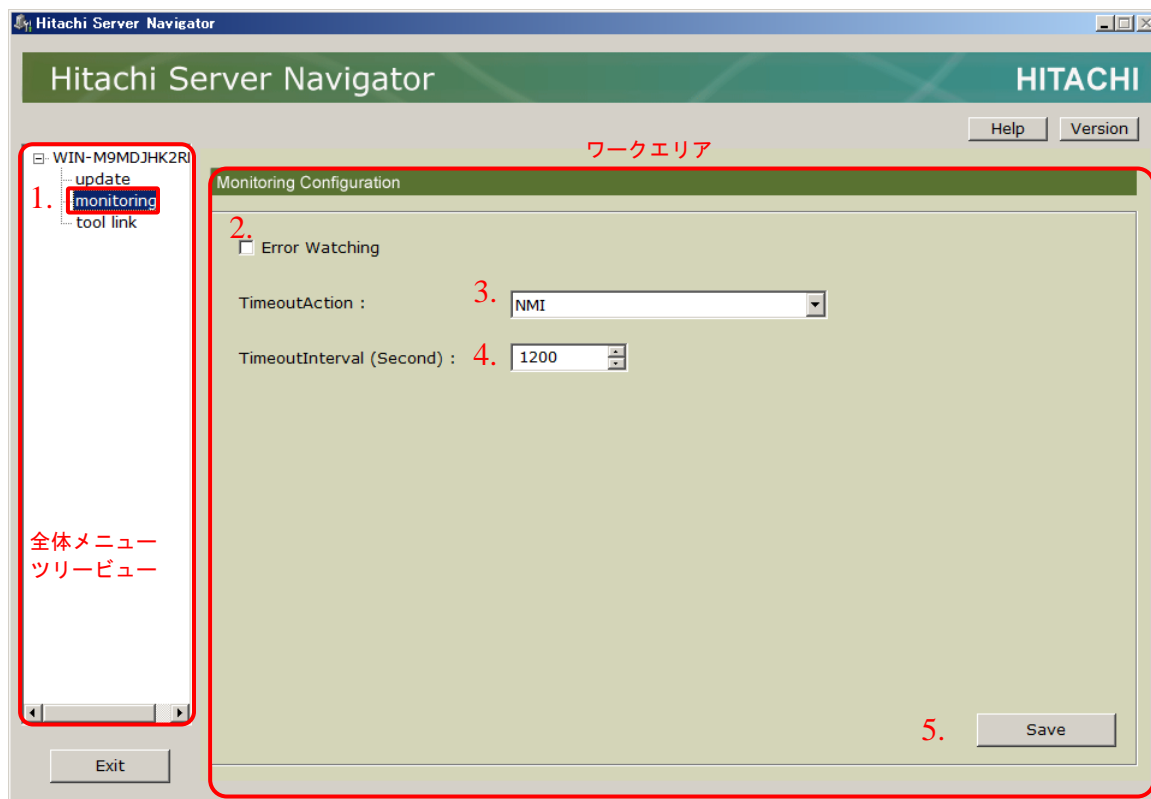 Hitachi Server Navigator
Hitachi Server Navigator
HITACHI
Help
Version
ワークエリア
WIN-M9MDJHK2R
update
1. monitoring
tool link
全体メニュー
ツリービュー
Monitoring Configuration
2.
Error Watching
TimeoutAction : 3. NMI
TimeoutInterval (Second) : 4. 1200
5. Save
Exit